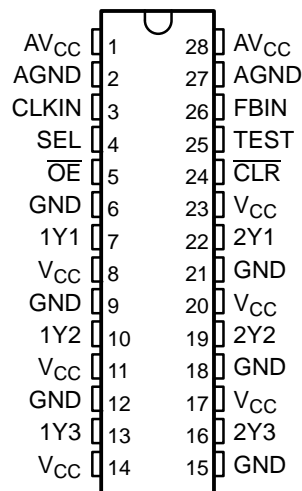 AVCC 1 28 AVCC
AGND 2 27 AGND
CLKIN 3 26 FBIN
SEL 4 25 TEST
O̅E̅ 5 24 C̅L̅R̅
GND 6 23 VCC
1Y1 7 22 2Y1
VCC 8 21 GND
GND 9 20 VCC
1Y2 10 19 2Y2
VCC 11 18 GND
GND 12 17 VCC
1Y3 13 16 2Y3
VCC 14 15 GND